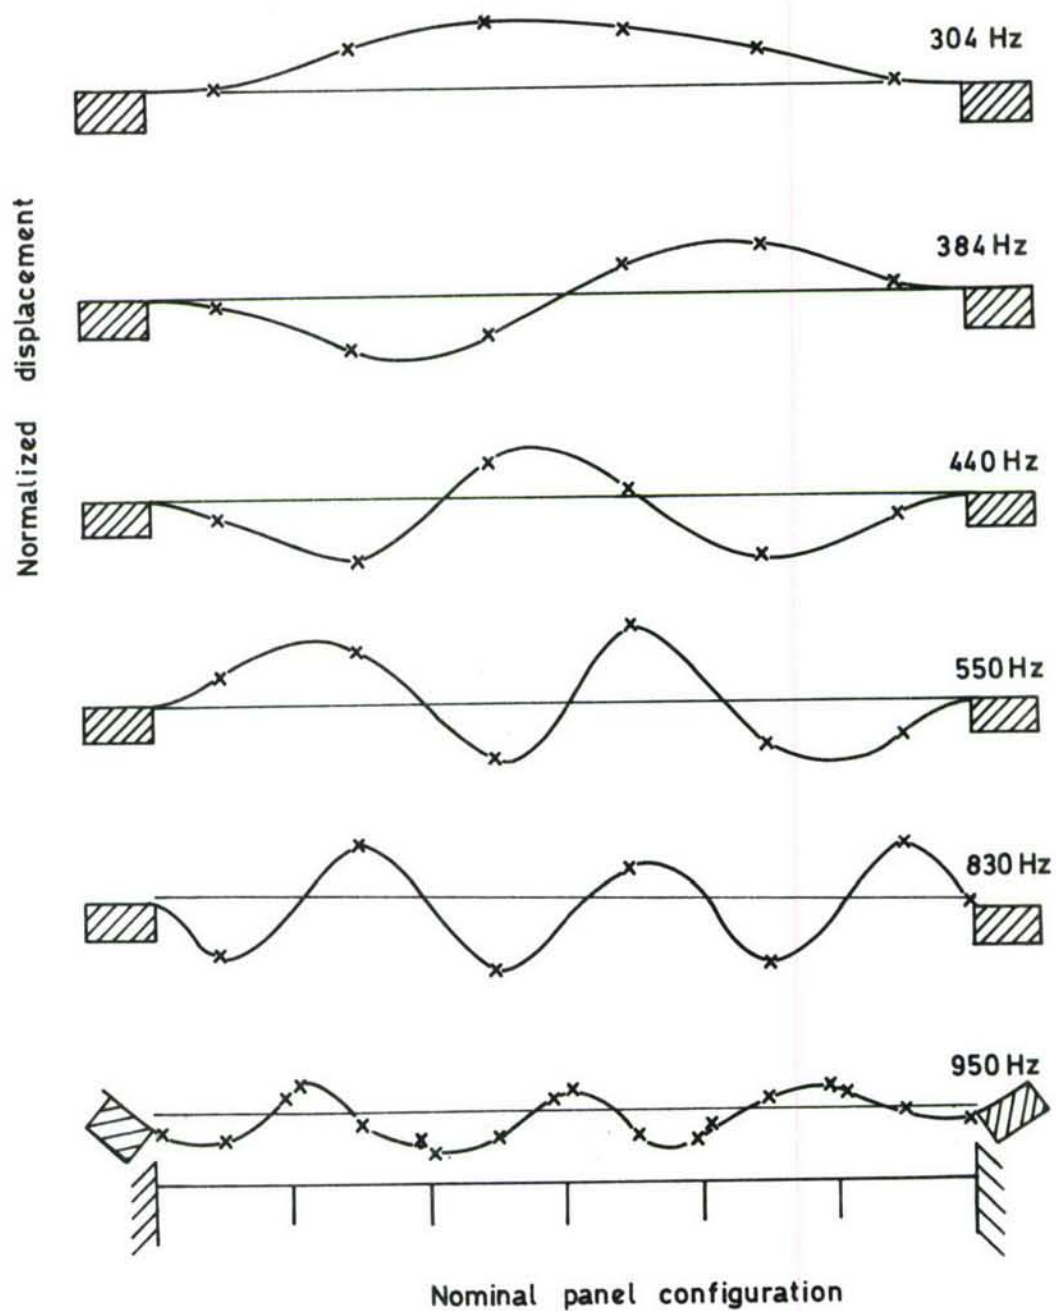 304 Hz
384 Hz
Normalized displacement
440 Hz
550 Hz
830 Hz
950 Hz
Nominal panel configuration